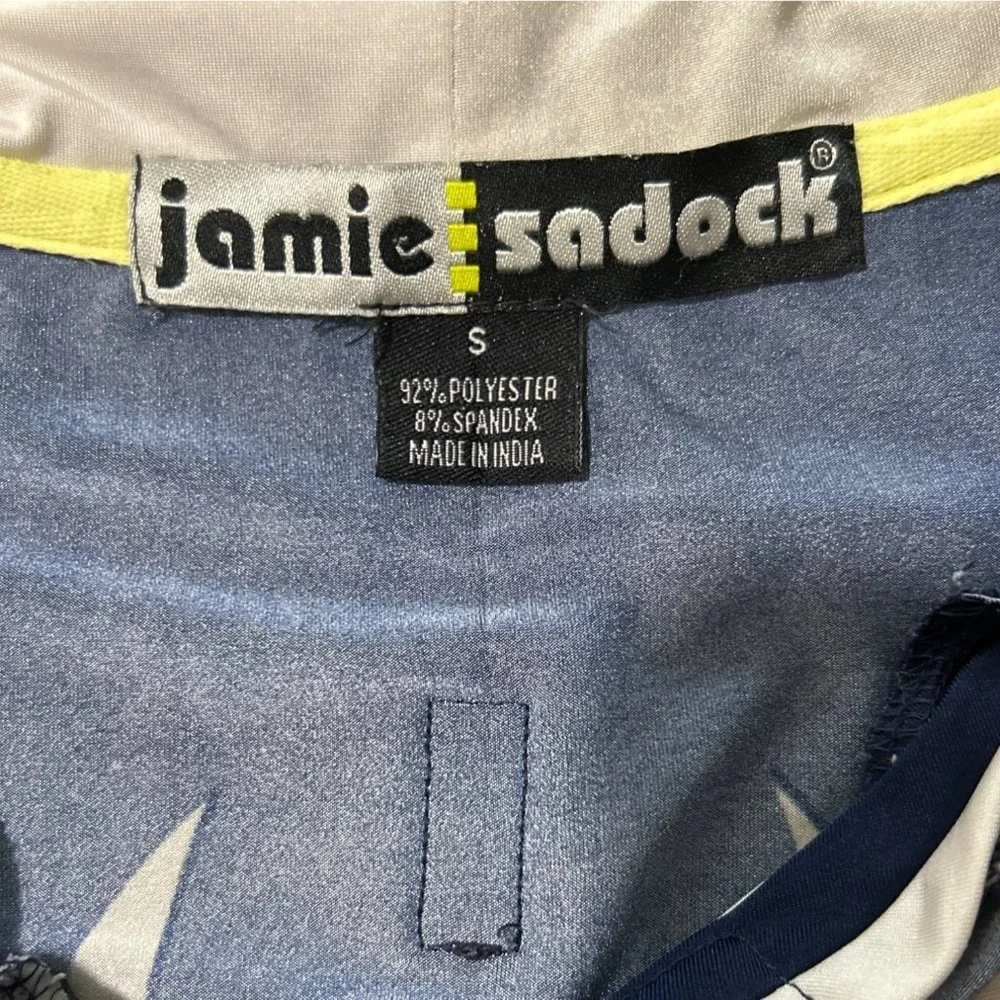 jamie sadock®
S
92% POLYESTER
8% SPANDEX
MADE IN INDIA